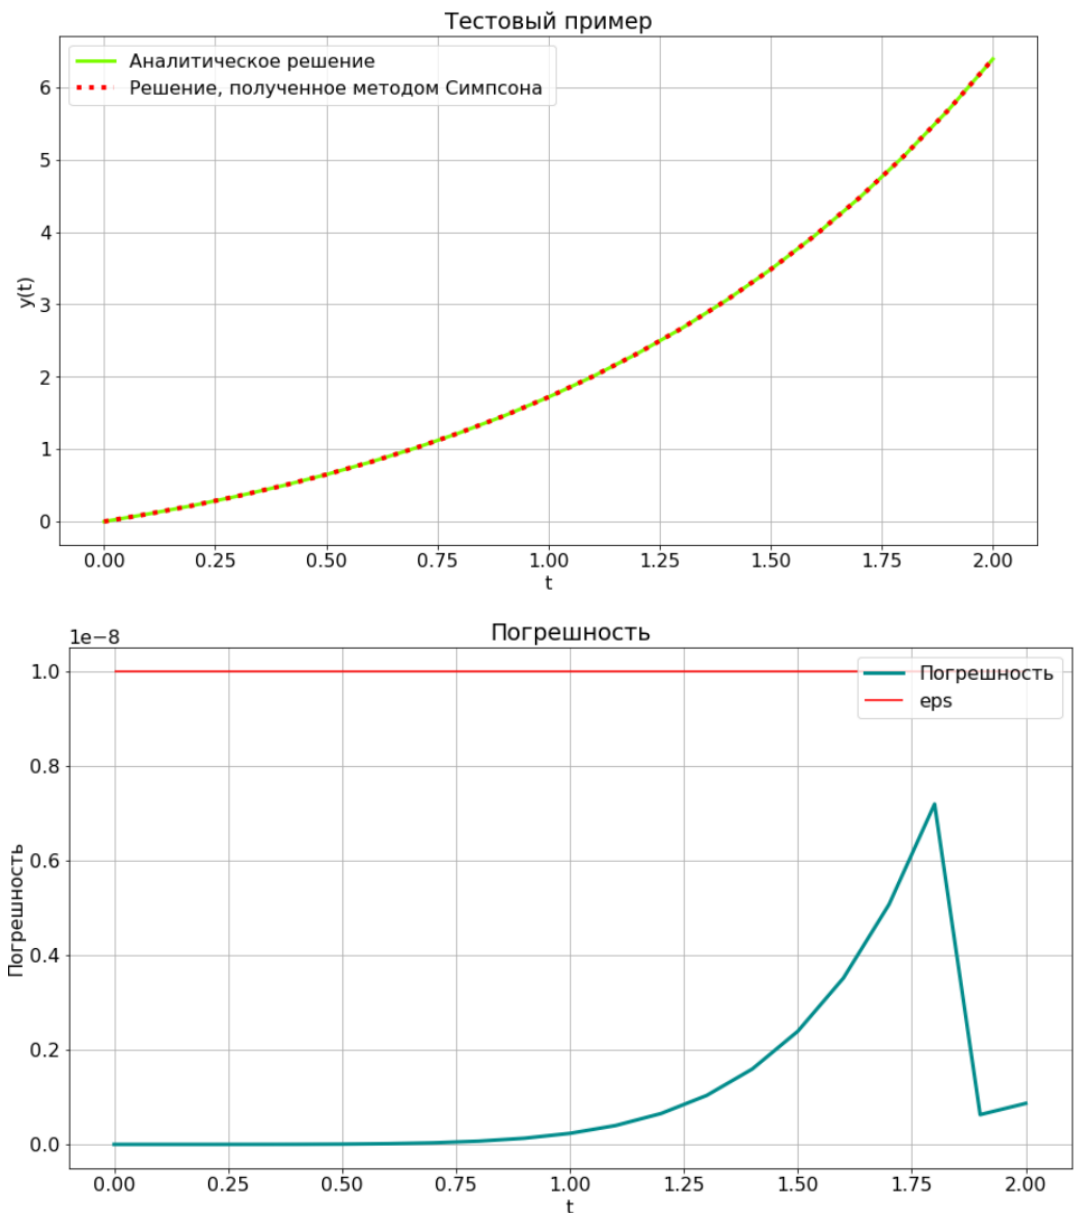 Тестовый пример
Аналитическое решение
Решение, полученное методом Симпсона
6
5
4
3
2
1
0
y(t)
0.00 0.25 0.50 0.75 1.00 1.25 1.50 1.75 2.00
t
Погрешность
1e−8
Погрешность
eps
1.0
0.8
0.6
0.4
0.2
0.0
Погрешность
0.00 0.25 0.50 0.75 1.00 1.25 1.50 1.75 2.00
t